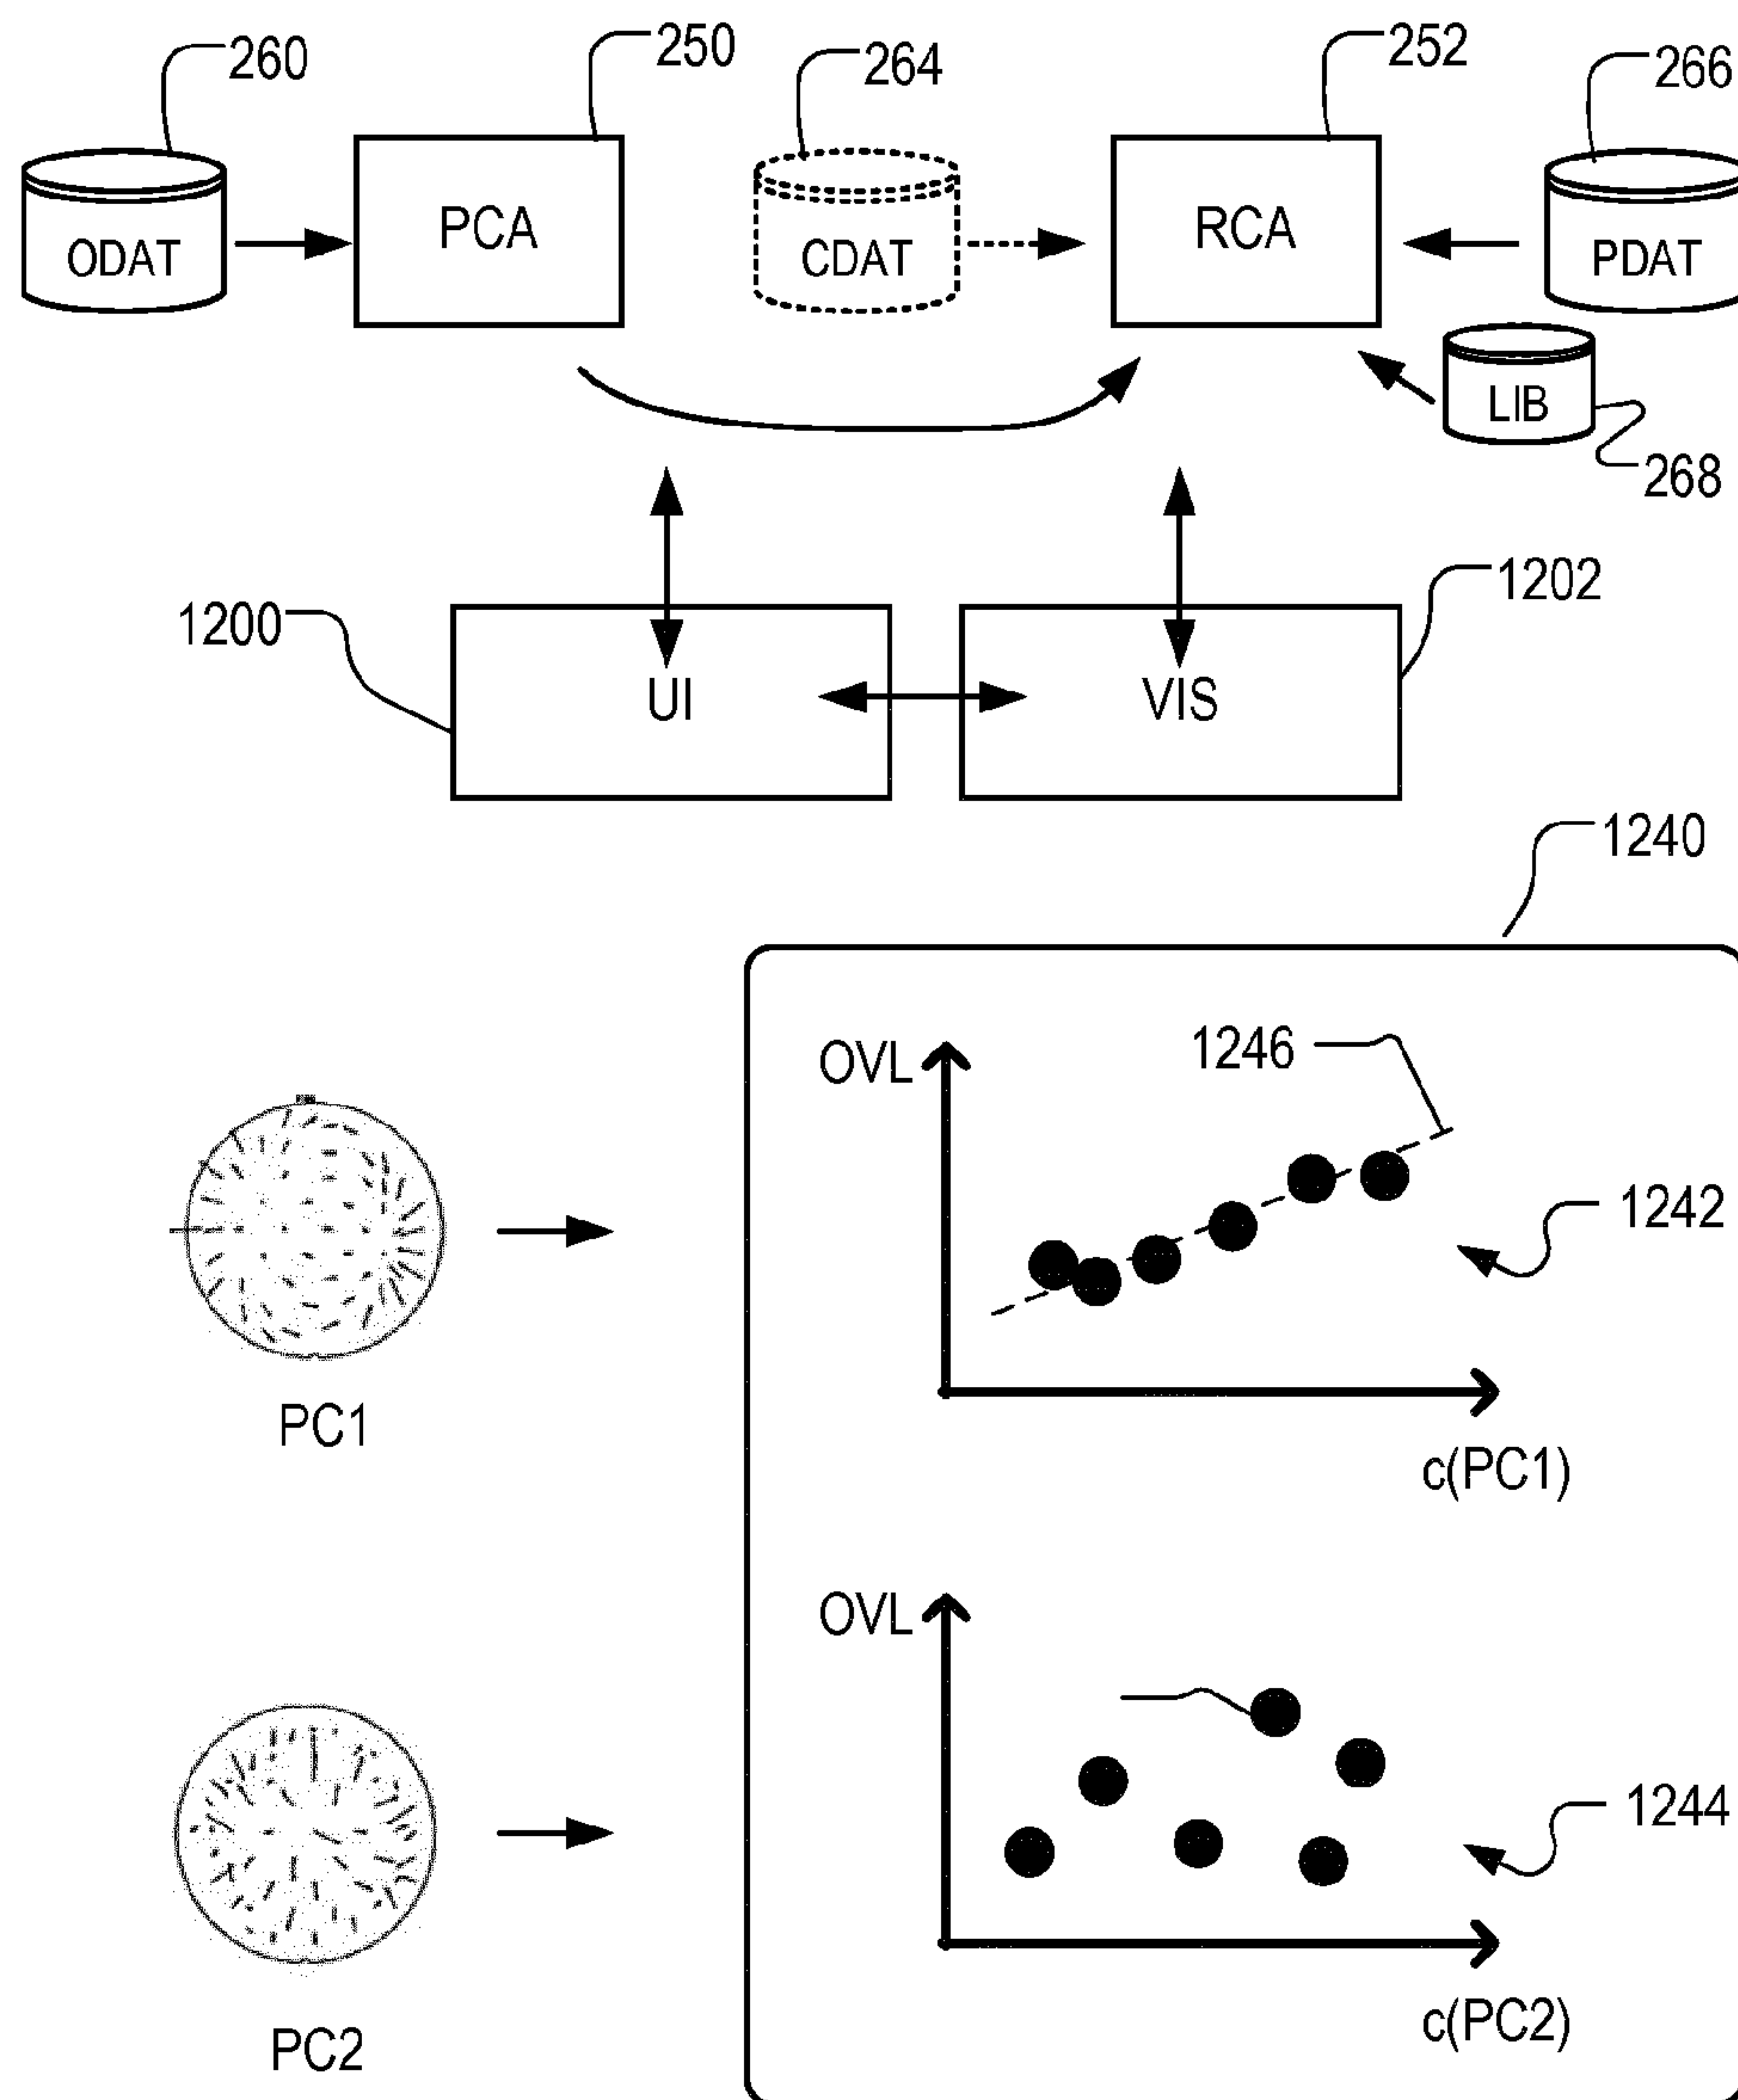 260
250
264
252
266
ODAT
PCA
CDAT
RCA
PDAT
LIB
268
1200
1202
UI
VIS
1240
OVL
1246
1242
PC1
c(PC1)
OVL
1244
PC2
c(PC2)